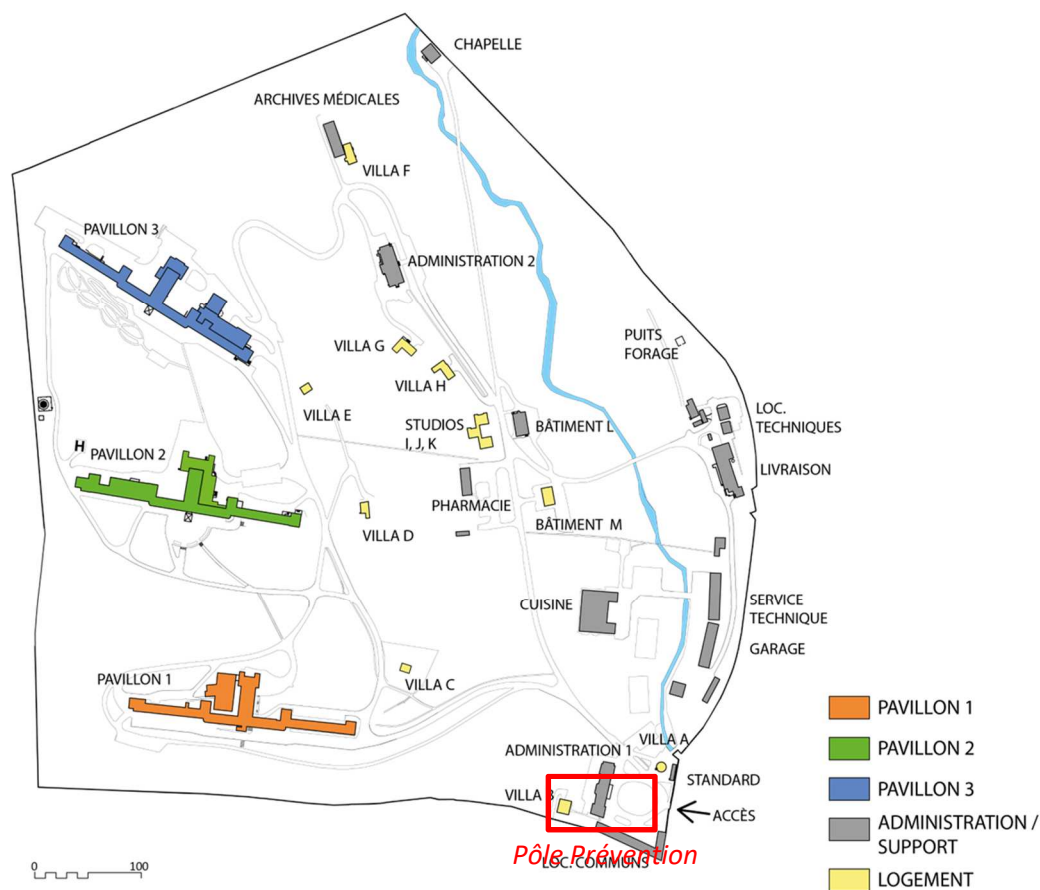 CHAPELLE
ARCHIVES MÉDICALES
VILLA F
PAVILLON 3
ADMINISTRATION 2
PUITS
FORAGE
VILLA G
VILLA H
VILLA E
STUDIOS
I, J, K
BÂTIMENT L
LOC.
TECHNIQUES
H
PAVILLON 2
LIVRAISON
PHARMACIE
BÂTIMENT M
VILLA D
CUISINE
SERVICE
TECHNIQUE
GARAGE
PAVILLON 1
VILLA C
VILLA A
ADMINISTRATION 1
STANDARD
VILLA B
ACCÈS
Pôle Prévention
LOC. COMMUNS
0 100
PAVILLON 1
PAVILLON 2
PAVILLON 3
ADMINISTRATION /
SUPPORT
LOGEMENT